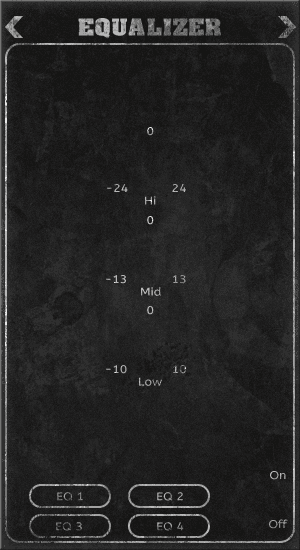 EQUALIZER
0
-24 24
Hi
0
-13 13
Mid
0
-10 10
Low
On
EQ 1 EQ 2
EQ 3 EQ 4
Off